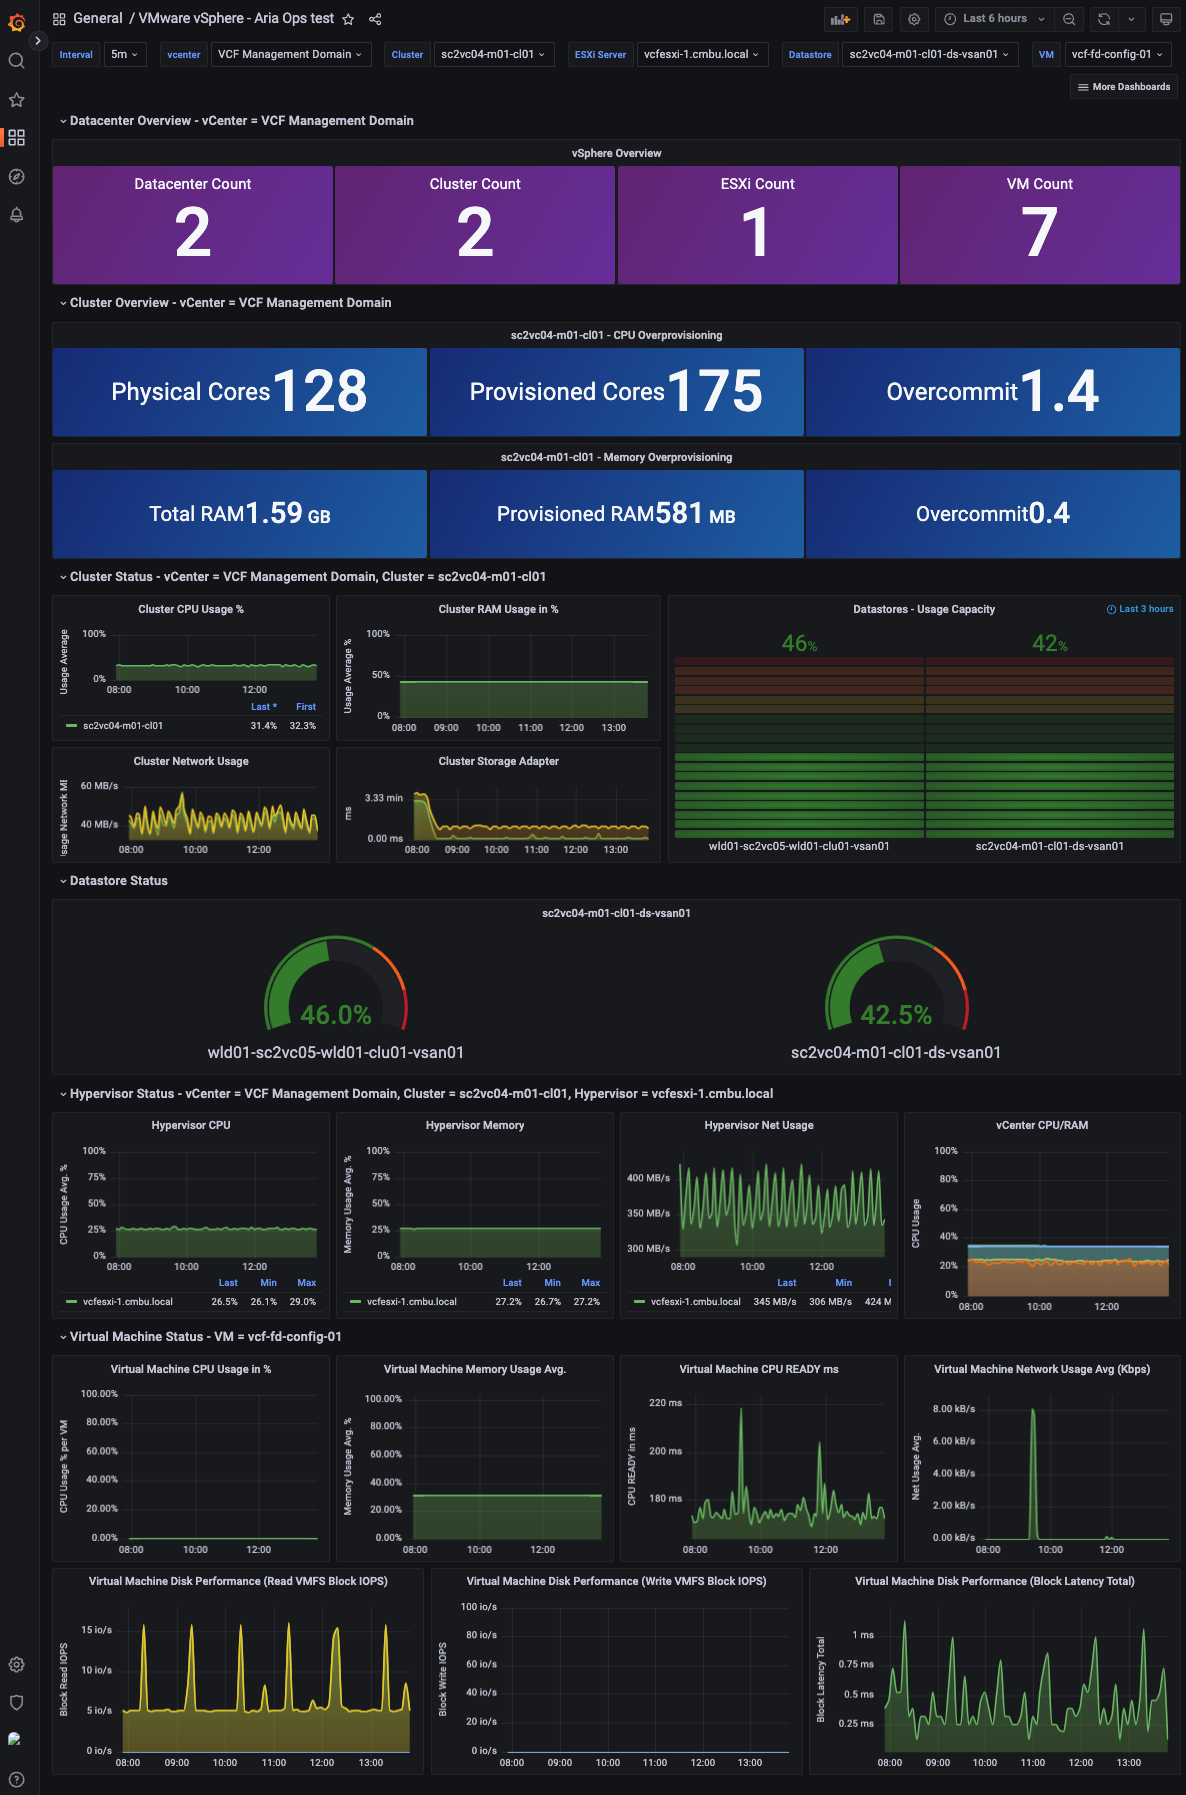 General / VMware vSphere - Aria Ops test
Last 6 hours
Interval 5m vcenter VCF Management Domain Cluster sc2vc04-m01-cl01 ESXi Server vcfesxi-1.cmbu.local Datastore sc2vc04-m01-cl01-ds-vsan01 VM vcf-fd-config-01
More Dashboards
Datacenter Overview - vCenter = VCF Management Domain
vSphere Overview
Datacenter Count Cluster Count ESXi Count VM Count
2 2 1 7
Cluster Overview - vCenter = VCF Management Domain
sc2vc04-m01-cl01 - CPU Overprovisioning
Physical Cores 128 Provisioned Cores 175 Overcommit 1.4
sc2vc04-m01-cl01 - Memory Overprovisioning
Total RAM 1.59 GB Provisioned RAM 581 MB Overcommit 0.4
Cluster Status - vCenter = VCF Management Domain, Cluster = sc2vc04-m01-cl01
Cluster CPU Usage %
Usage Average
100%
0%
08:00 10:00 12:00
Last * First
sc2vc04-m01-cl01 31.4% 32.3%
Cluster RAM Usage in %
Usage Average %
100%
50%
0%
08:00 09:00 10:00 11:00 12:00 13:00
Datastores - Usage Capacity
Last 3 hours
46% 42%
wld01-sc2vc05-wld01-clu01-vsan01 sc2vc04-m01-cl01-ds-vsan01
Cluster Network Usage
Usage Network ME
60 MB/s
40 MB/s
08:00 10:00 12:00
Cluster Storage Adapter
ms
3.33 min
0.00 ms
08:00 09:00 10:00 11:00 12:00 13:00
Datastore Status
sc2vc04-m01-cl01-ds-vsan01
46.0% 42.5%
wld01-sc2vc05-wld01-clu01-vsan01 sc2vc04-m01-cl01-ds-vsan01
Hypervisor Status - vCenter = VCF Management Domain, Cluster = sc2vc04-m01-cl01, Hypervisor = vcfesxi-1.cmbu.local
Hypervisor CPU
CPU Usage Avg. %
100%
75%
50%
25%
0%
08:00 10:00 12:00
Last Min Max
vcfesxi-1.cmbu.local 26.5% 26.1% 29.0%
Hypervisor Memory
Memory Usage Avg. %
100%
75%
50%
25%
0%
08:00 10:00 12:00
Last Min Max
vcfesxi-1.cmbu.local 27.2% 26.7% 27.2%
Hypervisor Net Usage
400 MB/s
350 MB/s
300 MB/s
08:00 10:00 12:00
Last Min
vcfesxi-1.cmbu.local 345 MB/s 306 MB/s 424 M
vCenter CPU/RAM
CPU Usage
100%
80%
60%
40%
20%
0%
08:00 10:00 12:00
Virtual Machine Status - VM = vcf-fd-config-01
Virtual Machine CPU Usage in %
CPU Usage % per VM
100.00%
80.00%
60.00%
40.00%
20.00%
0.00%
08:00 10:00 12:00
Virtual Machine Memory Usage Avg.
Memory Usage Avg. %
100.00%
80.00%
60.00%
40.00%
20.00%
0.00%
08:00 10:00 12:00
Virtual Machine CPU READY ms
CPU READY in ms
220 ms
200 ms
180 ms
08:00 10:00 12:00
Virtual Machine Network Usage Avg (Kbps)
Net Usage Avg.
8.00 kB/s
6.00 kB/s
4.00 kB/s
2.00 kB/s
0.00 kB/s
08:00 10:00 12:00
Virtual Machine Disk Performance (Read VMFS Block IOPS)
Block Read IOPS
15 io/s
10 io/s
5 io/s
0 io/s
08:00 09:00 10:00 11:00 12:00 13:00
Virtual Machine Disk Performance (Write VMFS Block IOPS)
Block Write IOPS
100 io/s
80 io/s
60 io/s
40 io/s
20 io/s
0 io/s
08:00 09:00 10:00 11:00 12:00 13:00
Virtual Machine Disk Performance (Block Latency Total)
Block Latency Total
1 ms
0.75 ms
0.5 ms
0.25 ms
08:00 09:00 10:00 11:00 12:00 13:00